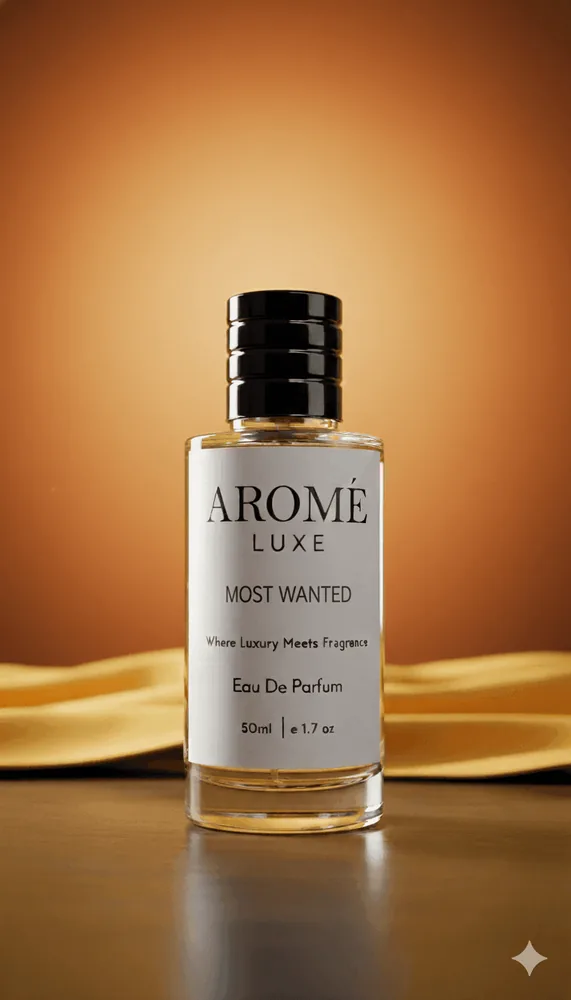 AROMÉ
LUXE
MOST WANTED
Where Luxury Meets Fragrance
Eau De Parfum
50ml | e 1.7 oz